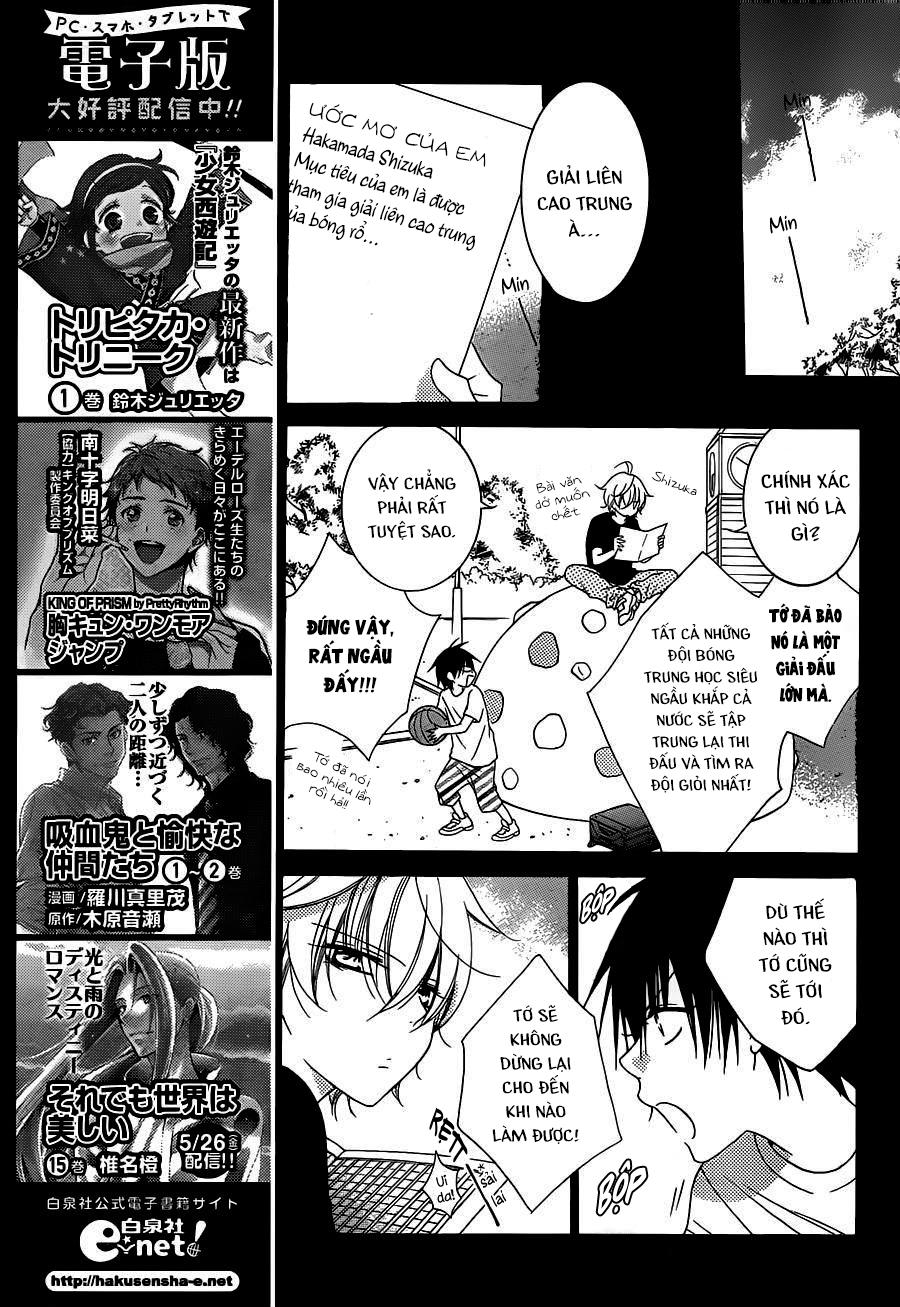 PC・スマホ・タブレットで
電子版
大好評配信中!!
鈴木ジュリエッタの最新作は
『少女西遊記』
トリピタカ・
トリニーク
①巻 鈴木ジュリエッタ
エーデルローズ生たちの
きらめく日々がここにある!!
南十字明日菜
【協力】キングオブプリズム
製作委員会
KING OF PRISM by PrettyRhythm
胸キュン・ワンモア
ジャンプ
少しずつ近づく
二人の距離…
吸血鬼と愉快な
仲間たち ①~②巻
漫画/羅川真里茂
原作/木原音瀬
光と雨の
ディスティニー
ロマンス
それでも世界は
美しい
5/26(金)
配信!!
⑮巻 椎名橙
白泉社公式電子書籍サイト
白泉社
e-net!
http://hakusensha-e.net
Min
Min
GIẢI LIÊN
CAO TRUNG
À...
ƯỚC MƠ CỦA EM
Hakamada Shizuka
Mục tiêu của em là được
tham gia giải liên cao trung
của bóng rổ...
Min
CHÍNH XÁC
THÌ NÓ LÀ
GÌ?
TỚ ĐÃ BẢO
NÓ LÀ MỘT
GIẢI ĐẤU
LỚN MÀ.
Shizuka
Bài văn
dở muốn
chết
TẤT CẢ NHỮNG
ĐỘI BÓNG
TRUNG HỌC SIÊU
NGẦU KHẮP CẢ
NƯỚC SẼ TẬP
TRUNG LẠI THI
ĐẤU VÀ TÌM RA
ĐỘI GIỎI NHẤT!
VẬY CHẲNG
PHẢI RẤT
TUYỆT SAO.
ĐÚNG VẬY,
RẤT NGẦU
ĐẤY!!!
Tớ đã nói
bao nhiêu lần
rồi hả!!
BỘP
DÙ THẾ
NÀO THÌ
TỚ CŨNG
SẼ TỚI
ĐÓ.
TỚ SẼ
KHÔNG
DỪNG LẠI
CHO ĐẾN
KHI NÀO
LÀM ĐƯỢC!
BỘP
RETT
Ui
da!
sải
lài